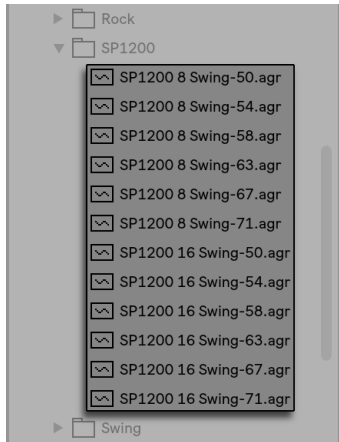 Rock
SP1200
SP1200 8 Swing-50.agr
SP1200 8 Swing-54.agr
SP1200 8 Swing-58.agr
SP1200 8 Swing-63.agr
SP1200 8 Swing-67.agr
SP1200 8 Swing-71.agr
SP1200 16 Swing-50.agr
SP1200 16 Swing-54.agr
SP1200 16 Swing-58.agr
SP1200 16 Swing-63.agr
SP1200 16 Swing-67.agr
SP1200 16 Swing-71.agr
Swing